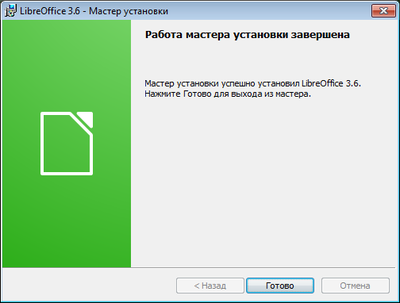 LibreOffice 3.6 - Мастер установки
Работа мастера установки завершена
Мастер установки успешно установил LibreOffice 3.6.
Нажмите Готово для выхода из мастера.
< Назад
Готово
Отмена